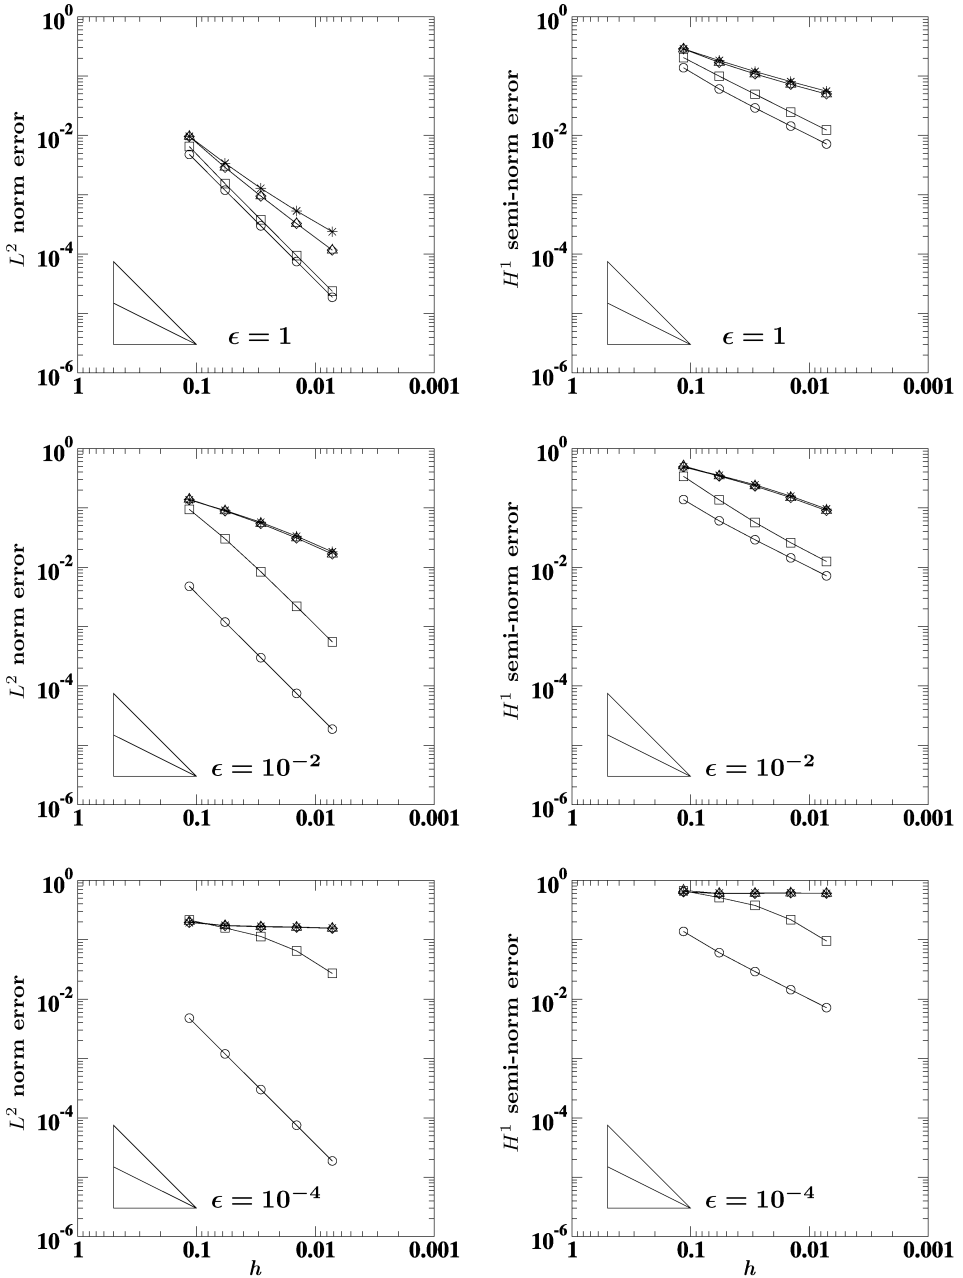 10^0 10^-2 10^-4 10^-6
L^2 norm error
1 0.1 0.01 0.001
ϵ = 1
10^0 10^-2 10^-4 10^-6
H^1 semi-norm error
1 0.1 0.01 0.001
ϵ = 1
10^0 10^-2 10^-4 10^-6
L^2 norm error
1 0.1 0.01 0.001
ϵ = 10^-2
10^0 10^-2 10^-4 10^-6
H^1 semi-norm error
1 0.1 0.01 0.001
ϵ = 10^-2
10^0 10^-2 10^-4 10^-6
L^2 norm error
1 0.1 0.01 0.001
ϵ = 10^-4
h
10^0 10^-2 10^-4 10^-6
H^1 semi-norm error
1 0.1 0.01 0.001
ϵ = 10^-4
h